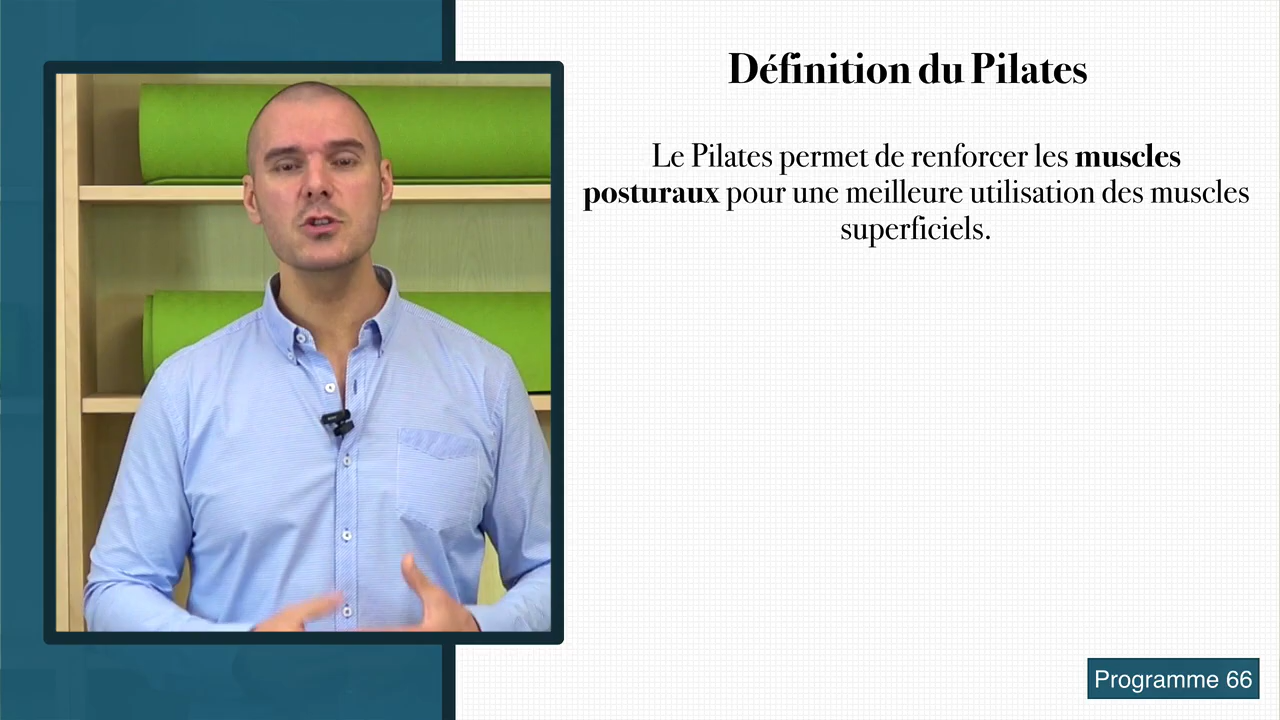 Définition du Pilates
Le Pilates permet de renforcer les muscles
posturaux pour une meilleure utilisation des muscles
superficiels.
Programme 66